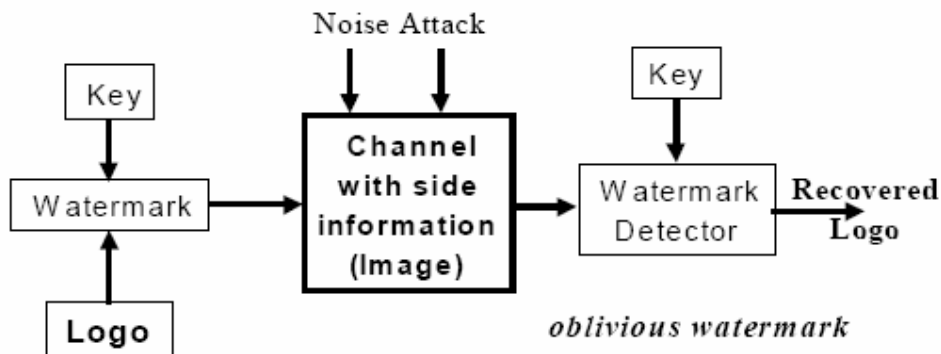 Noise Attack
Key
Key
Watermark
Channel
with side
information
(Image)
Watermark
Detector
Recovered
Logo
Logo
oblivious watermark